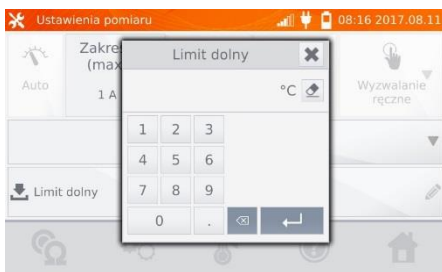 Ustawienia pomiaru 08:16 2017.08.11
Limit dolny
Auto
Zakres
(max
1 A
°C
Wyzwalanie
ręczne
1 2 3
4 5 6
7 8 9
0 .
Limit dolny